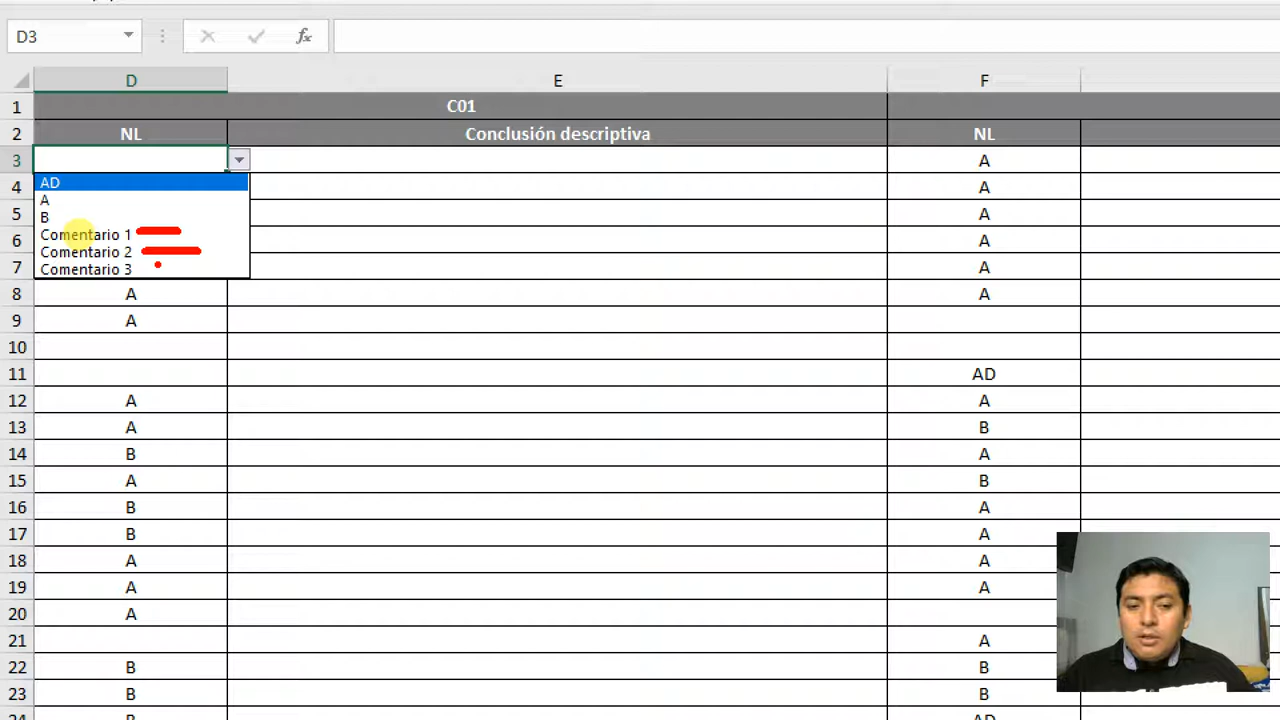 D3 fx
D E F
1 C01
2 NL Conclusión descriptiva NL
3 A
AD
A
B
Comentario 1
Comentario 2
Comentario 3
4 A
5 A
6 A
7 A
8 A A
9 A
10
11 AD
12 A A
13 A B
14 B A
15 A B
16 B A
17 B A
18 A A
19 A A
20 A
21 A
22 B B
23 B B
24 B AD